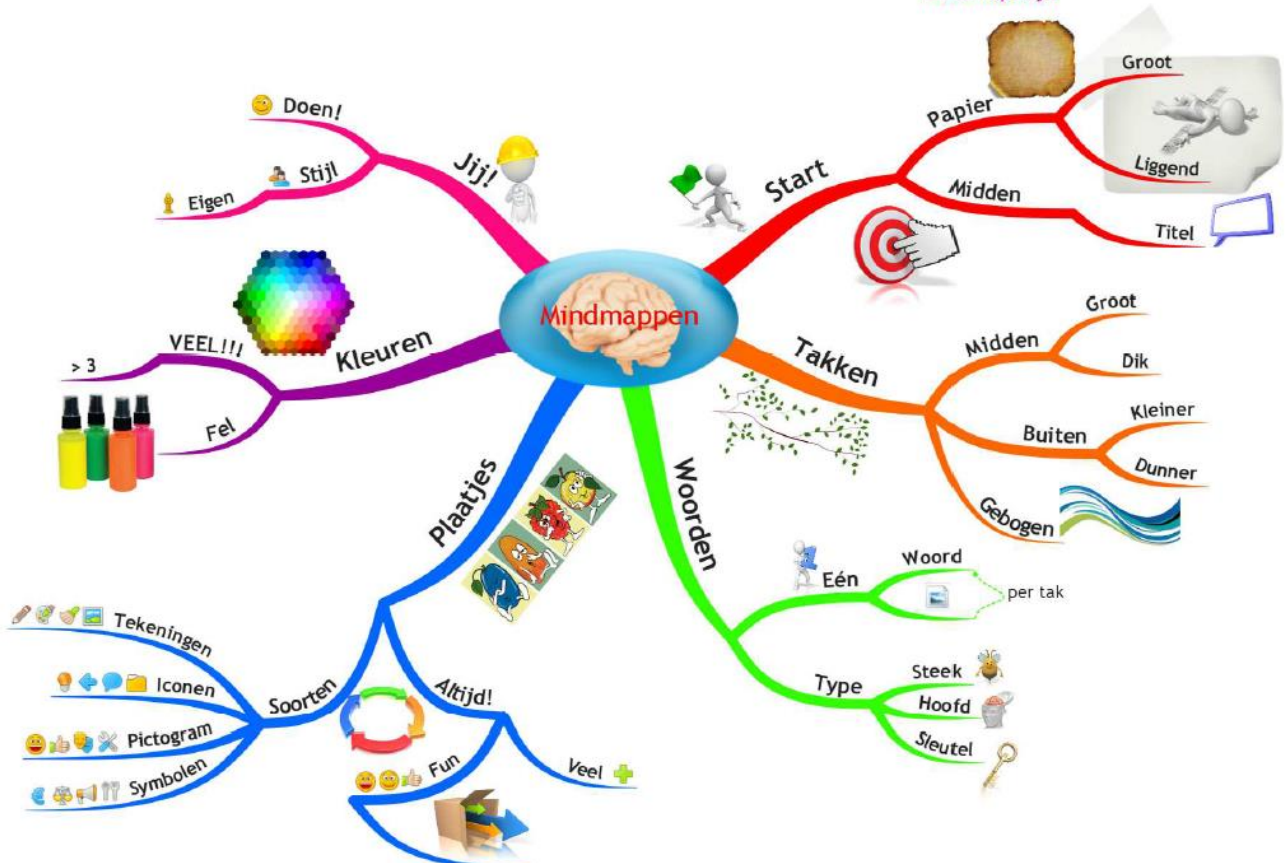 Mindmappen
Start
Papier
Groot
Liggend
Midden
Titel
Takken
Midden
Groot
Dik
Buiten
Kleiner
Dunner
Gebogen
Woorden
Eén
Woord
per tak
Type
Steek
Hoofd
Sleutel
Plaatjes
Altijd!
Veel
Fun
Soorten
Tekeningen
Iconen
Pictogram
Symbolen
Kleuren
VEEL!!!
> 3
Fel
Jij!
Doen!
Stijl
Eigen